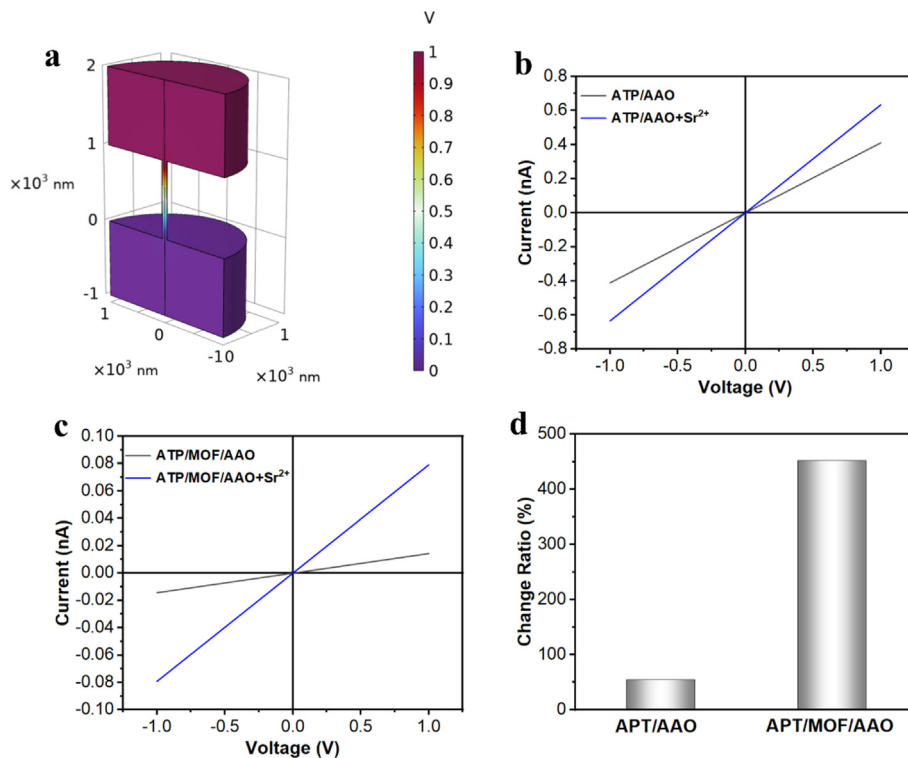 a
V
2
1
×10³ nm
0
-1
1
0
×10³ nm
-10
1
×10³ nm
1
0.9
0.8
0.7
0.6
0.5
0.4
0.3
0.2
0.1
0
b
ATP/AAO
ATP/AAO+Sr²⁺
Current (nA)
0.8
0.6
0.4
0.2
0.0
-0.2
-0.4
-0.6
-0.8
-1.0 -0.5 0.0 0.5 1.0
Voltage (V)
c
ATP/MOF/AAO
ATP/MOF/AAO+Sr²⁺
Current (nA)
0.10
0.08
0.06
0.04
0.02
0.00
-0.02
-0.04
-0.06
-0.08
-0.10
-1.0 -0.5 0.0 0.5 1.0
Voltage (V)
d
Change Ratio (%)
500
450
300
200
100
0
APT/AAO APT/MOF/AAO